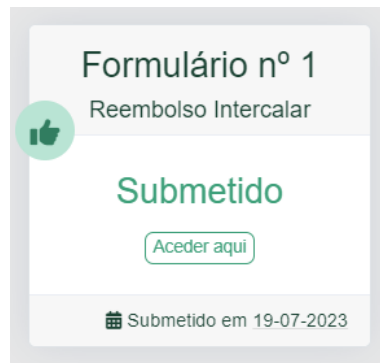 Formulário nº 1
Reembolso Intercalar
Submetido
Aceder aqui
Submetido em 19-07-2023